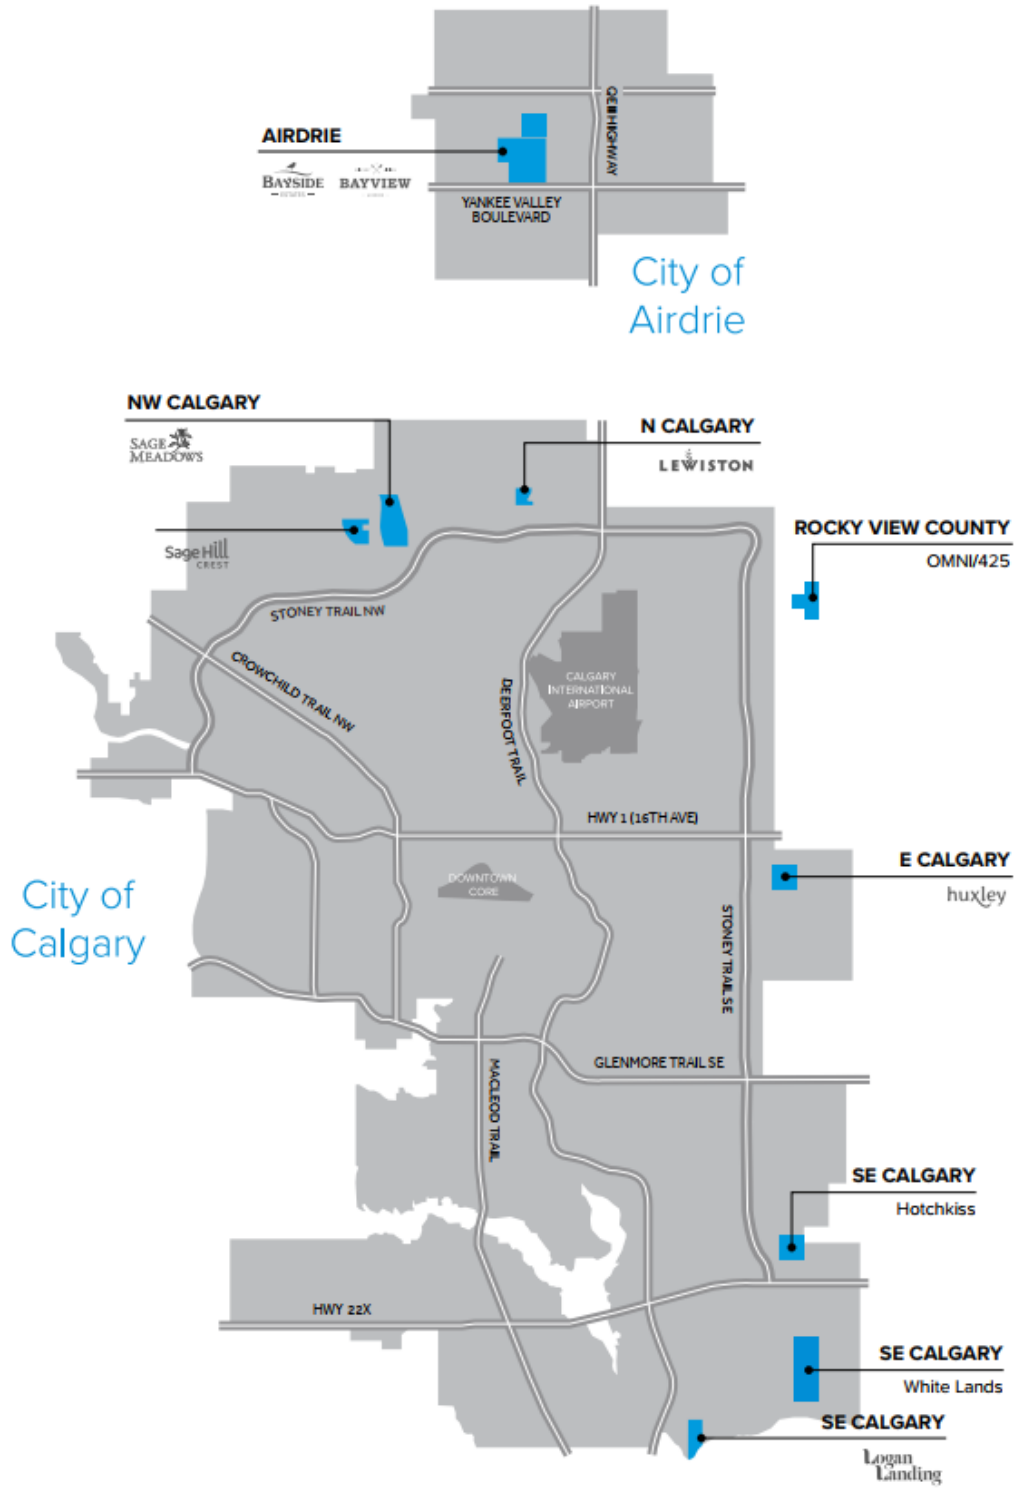 QEII HIGHWAY
AIRDRIE
BAYSIDE
BAYVIEW
YANKEE VALLEY
BOULEVARD
City of
Airdrie
NW CALGARY
SAGE
MEADOWS
N CALGARY
LEWISTON
Sage Hill
CREST
ROCKY VIEW COUNTY
OMNI/425
STONEY TRAIL NW
CROWCHILD TRAIL NW
DEERFOOT TRAIL
CALGARY
INTERNATIONAL
AIRPORT
HWY 1 (16TH AVE)
E CALGARY
huxley
DOWNTOWN
CORE
City of
Calgary
STONEY TRAIL SE
GLENMORE TRAIL SE
MACLEOD TRAIL
SE CALGARY
Hotchkiss
HWY 22X
SE CALGARY
White Lands
SE CALGARY
Logan
Landing